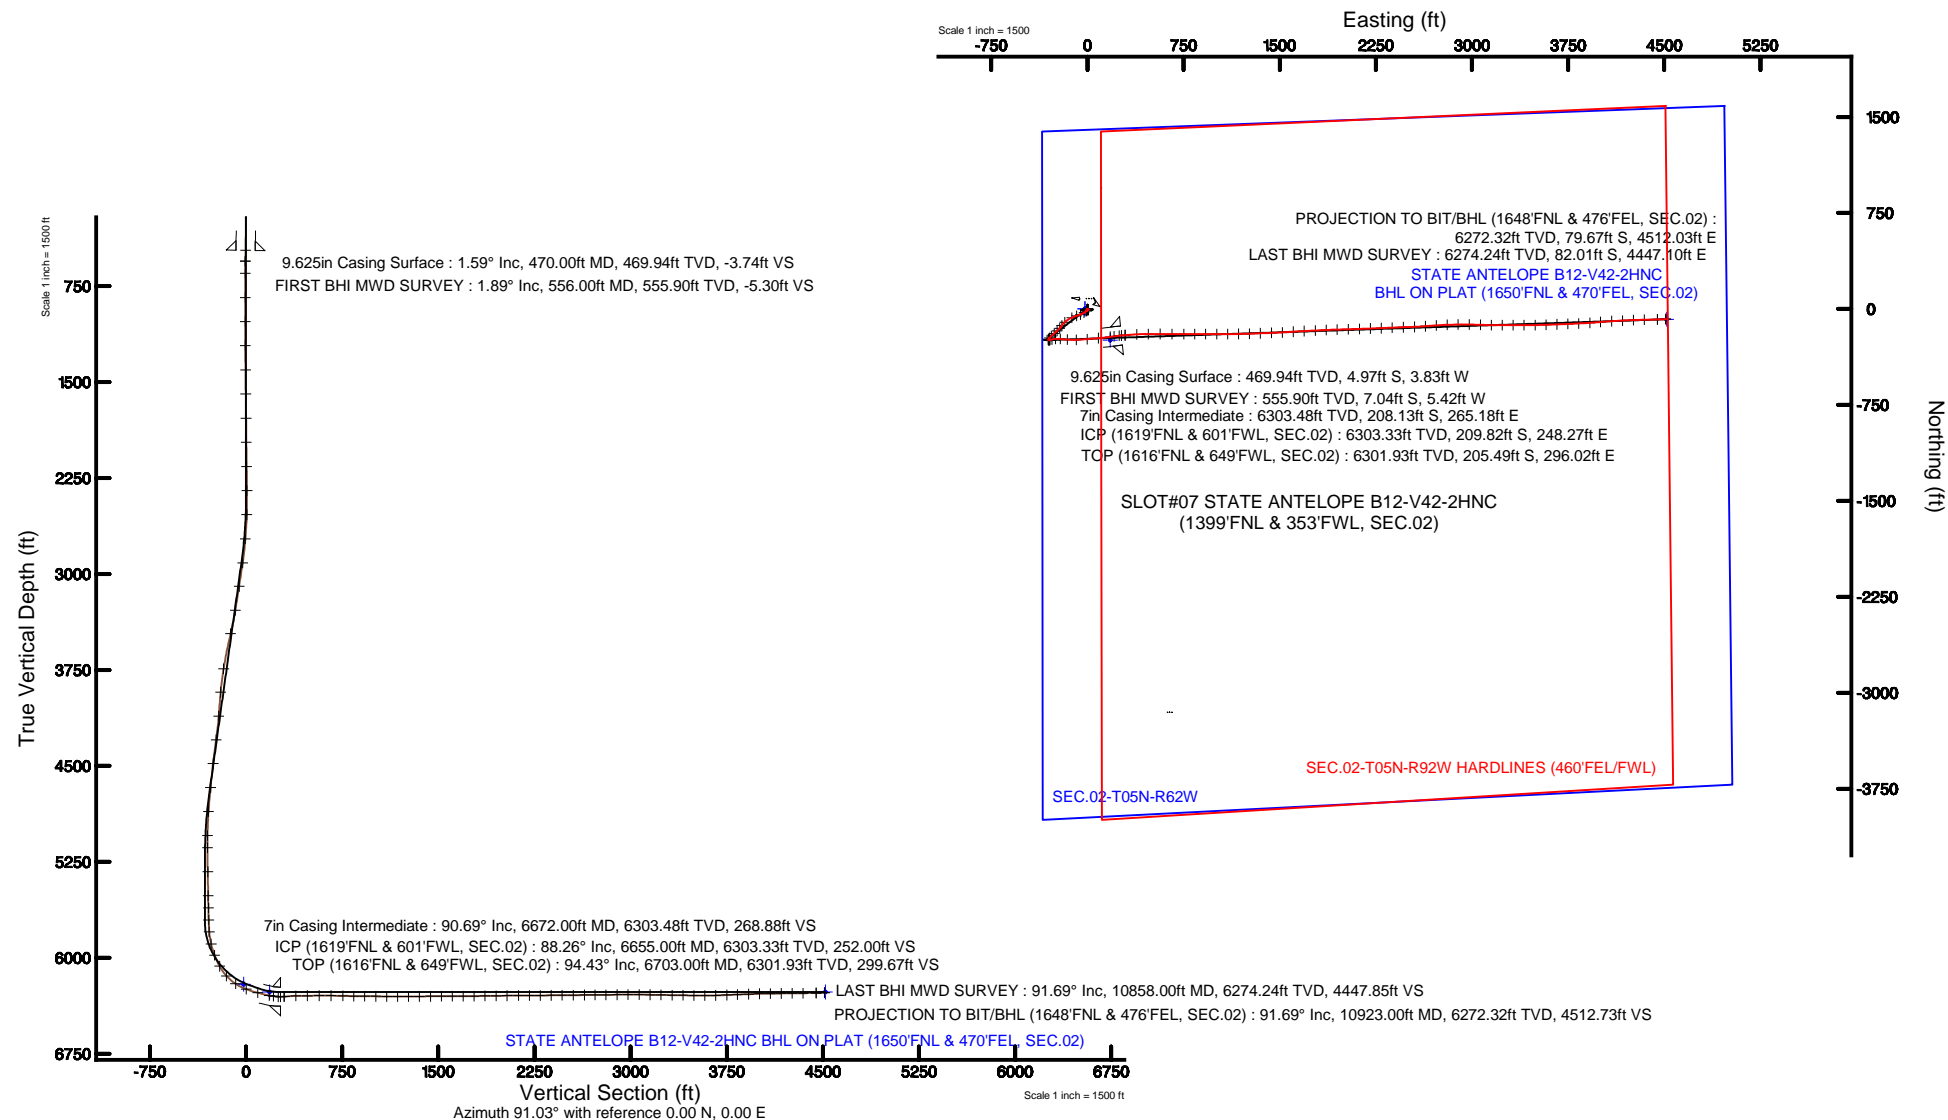 Scale 1 inch = 1500 ft
True Vertical Depth (ft)
750
1500
2250
3000
3750
4500
5250
6000
6750
9.625in Casing Surface : 1.59° Inc, 470.00ft MD, 469.94ft TVD, -3.74ft VS
FIRST BHI MWD SURVEY : 1.89° Inc, 556.00ft MD, 555.90ft TVD, -5.30ft VS
7in Casing Intermediate : 90.69° Inc, 6672.00ft MD, 6303.48ft TVD, 268.88ft VS
ICP (1619'FNL & 601'FWL, SEC.02) : 88.26° Inc, 6655.00ft MD, 6303.33ft TVD, 252.00ft VS
TOP (1616'FNL & 649'FWL, SEC.02) : 94.43° Inc, 6703.00ft MD, 6301.93ft TVD, 299.67ft VS
LAST BHI MWD SURVEY : 91.69° Inc, 10858.00ft MD, 6274.24ft TVD, 4447.85ft VS
PROJECTION TO BIT/BHL (1648'FNL & 476'FEL, SEC.02) : 91.69° Inc, 10923.00ft MD, 6272.32ft TVD, 4512.73ft VS
STATE ANTELOPE B12-V42-2HNC BHL ON PLAT (1650'FNL & 470'FEL, SEC.02)
-750 0 750 1500 2250 3000 3750 4500 5250 6000 6750
Vertical Section (ft)
Scale 1 inch = 1500 ft
Azimuth 91.03° with reference 0.00 N, 0.00 E
Easting (ft)
Scale 1 inch = 1500
-750 0 750 1500 2250 3000 3750 4500 5250
PROJECTION TO BIT/BHL (1648'FNL & 476'FEL, SEC.02) :
6272.32ft TVD, 79.67ft S, 4512.03ft E
LAST BHI MWD SURVEY : 6274.24ft TVD, 82.01ft S, 4447.10ft E
STATE ANTELOPE B12-V42-2HNC
BHL ON PLAT (1650'FNL & 470'FEL, SEC.02)
9.625in Casing Surface : 469.94ft TVD, 4.97ft S, 3.83ft W
FIRST BHI MWD SURVEY : 555.90ft TVD, 7.04ft S, 5.42ft W
7in Casing Intermediate : 6303.48ft TVD, 208.13ft S, 265.18ft E
ICP (1619'FNL & 601'FWL, SEC.02) : 6303.33ft TVD, 209.82ft S, 248.27ft E
TOP (1616'FNL & 649'FWL, SEC.02) : 6301.93ft TVD, 205.49ft S, 296.02ft E
SLOT#07 STATE ANTELOPE B12-V42-2HNC
(1399'FNL & 353'FWL, SEC.02)
SEC.02-T05N-R92W HARDLINES (460'FEL/FWL)
SEC.02-T05N-R62W
1500
750
0
-750
-1500
-2250
-3000
-3750
Northing (ft)